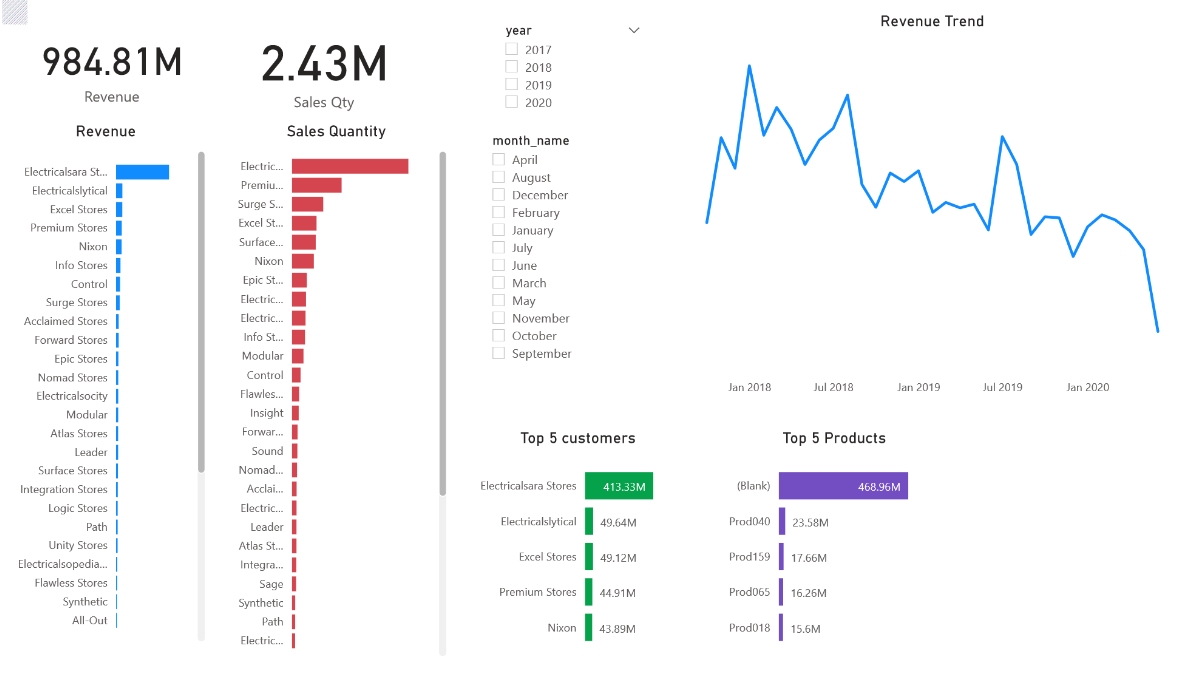 984.81M
Revenue
2.43M
Sales Qty
year
2017
2018
2019
2020
Revenue Trend
Revenue
Electricalsara St...
Electricalslytical
Excel Stores
Premium Stores
Nixon
Info Stores
Control
Surge Stores
Acclaimed Stores
Forward Stores
Epic Stores
Nomad Stores
Electricalsocity
Modular
Atlas Stores
Leader
Surface Stores
Integration Stores
Logic Stores
Path
Unity Stores
Electricalsopedia...
Flawless Stores
Synthetic
All-Out
Sales Quantity
Electric...
Premiu...
Surge S...
Excel St...
Surface...
Nixon
Epic St...
Electric...
Electric...
Info St...
Modular
Control
Flawles...
Insight
Forwar...
Sound
Nomad...
Acclai...
Electric...
Leader
Atlas St...
Integra...
Sage
Synthetic
Path
Electric...
month_name
April
August
December
February
January
July
June
March
May
November
October
September
Jan 2018 Jul 2018 Jan 2019 Jul 2019 Jan 2020
Top 5 customers
Electricalsara Stores 413.33M
Electricalslytical 49.64M
Excel Stores 49.12M
Premium Stores 44.91M
Nixon 43.89M
Top 5 Products
(Blank) 468.96M
Prod040 23.58M
Prod159 17.66M
Prod065 16.26M
Prod018 15.6M